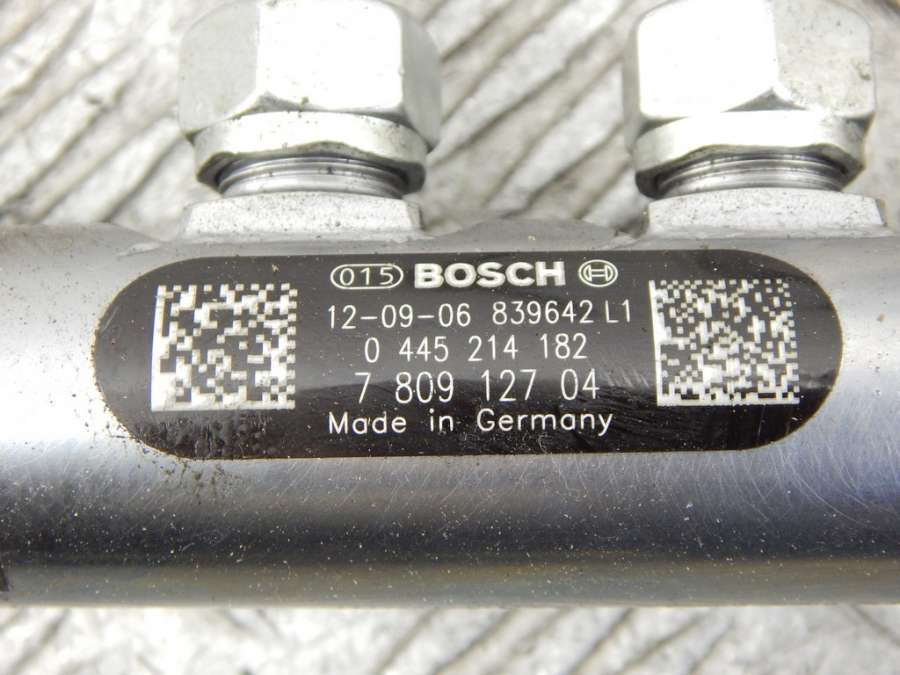 015 BOSCH
12-09-06 839642 L1
0 445 214 182
7 809 127 04
Made in Germany